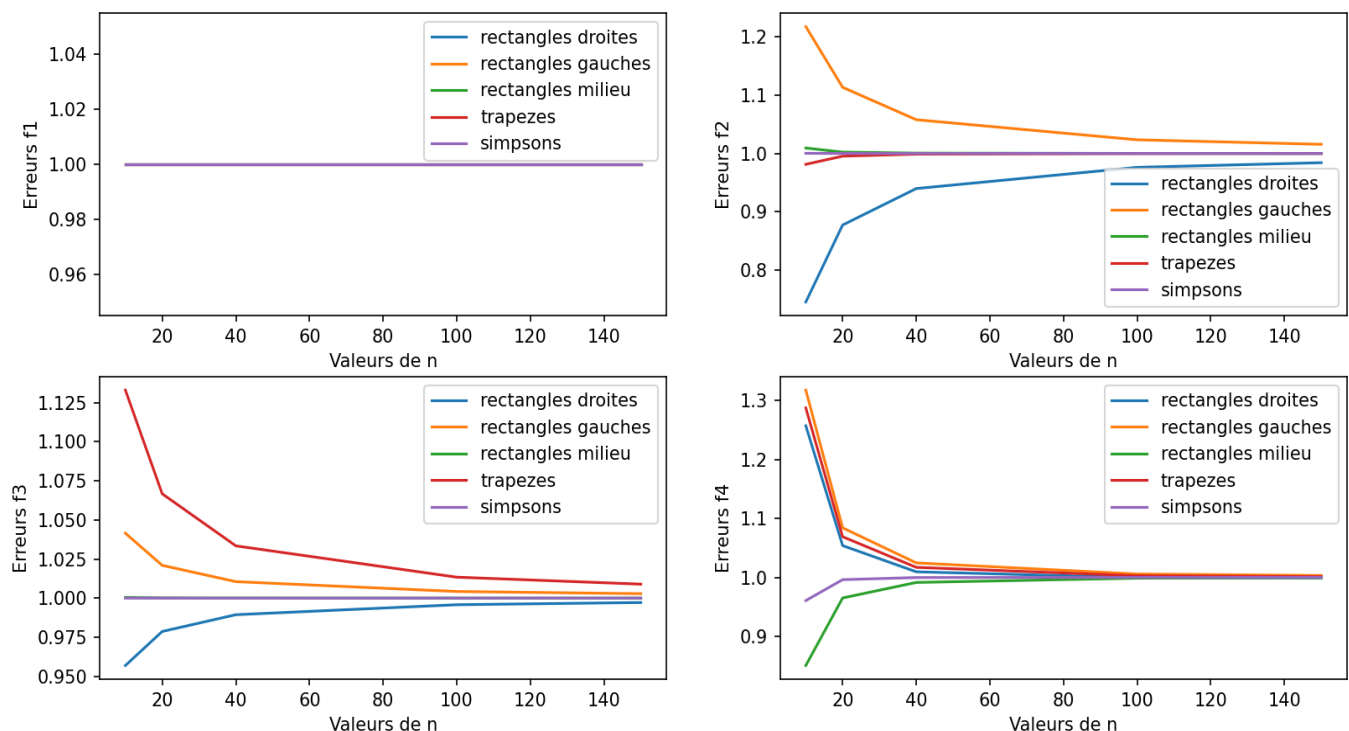 1.04
1.02
1.00
0.98
0.96
Erreurs f1
rectangles droites
rectangles gauches
rectangles milieu
trapezes
simpsons
20 40 60 80 100 120 140
Valeurs de n
1.2
1.1
1.0
0.9
0.8
Erreurs f2
rectangles droites
rectangles gauches
rectangles milieu
trapezes
simpsons
20 40 60 80 100 120 140
Valeurs de n
1.125
1.100
1.075
1.050
1.025
1.000
0.975
0.950
Erreurs f3
rectangles droites
rectangles gauches
rectangles milieu
trapezes
simpsons
20 40 60 80 100 120 140
Valeurs de n
1.3
1.2
1.1
1.0
0.9
Erreurs f4
rectangles droites
rectangles gauches
rectangles milieu
trapezes
simpsons
20 40 60 80 100 120 140
Valeurs de n